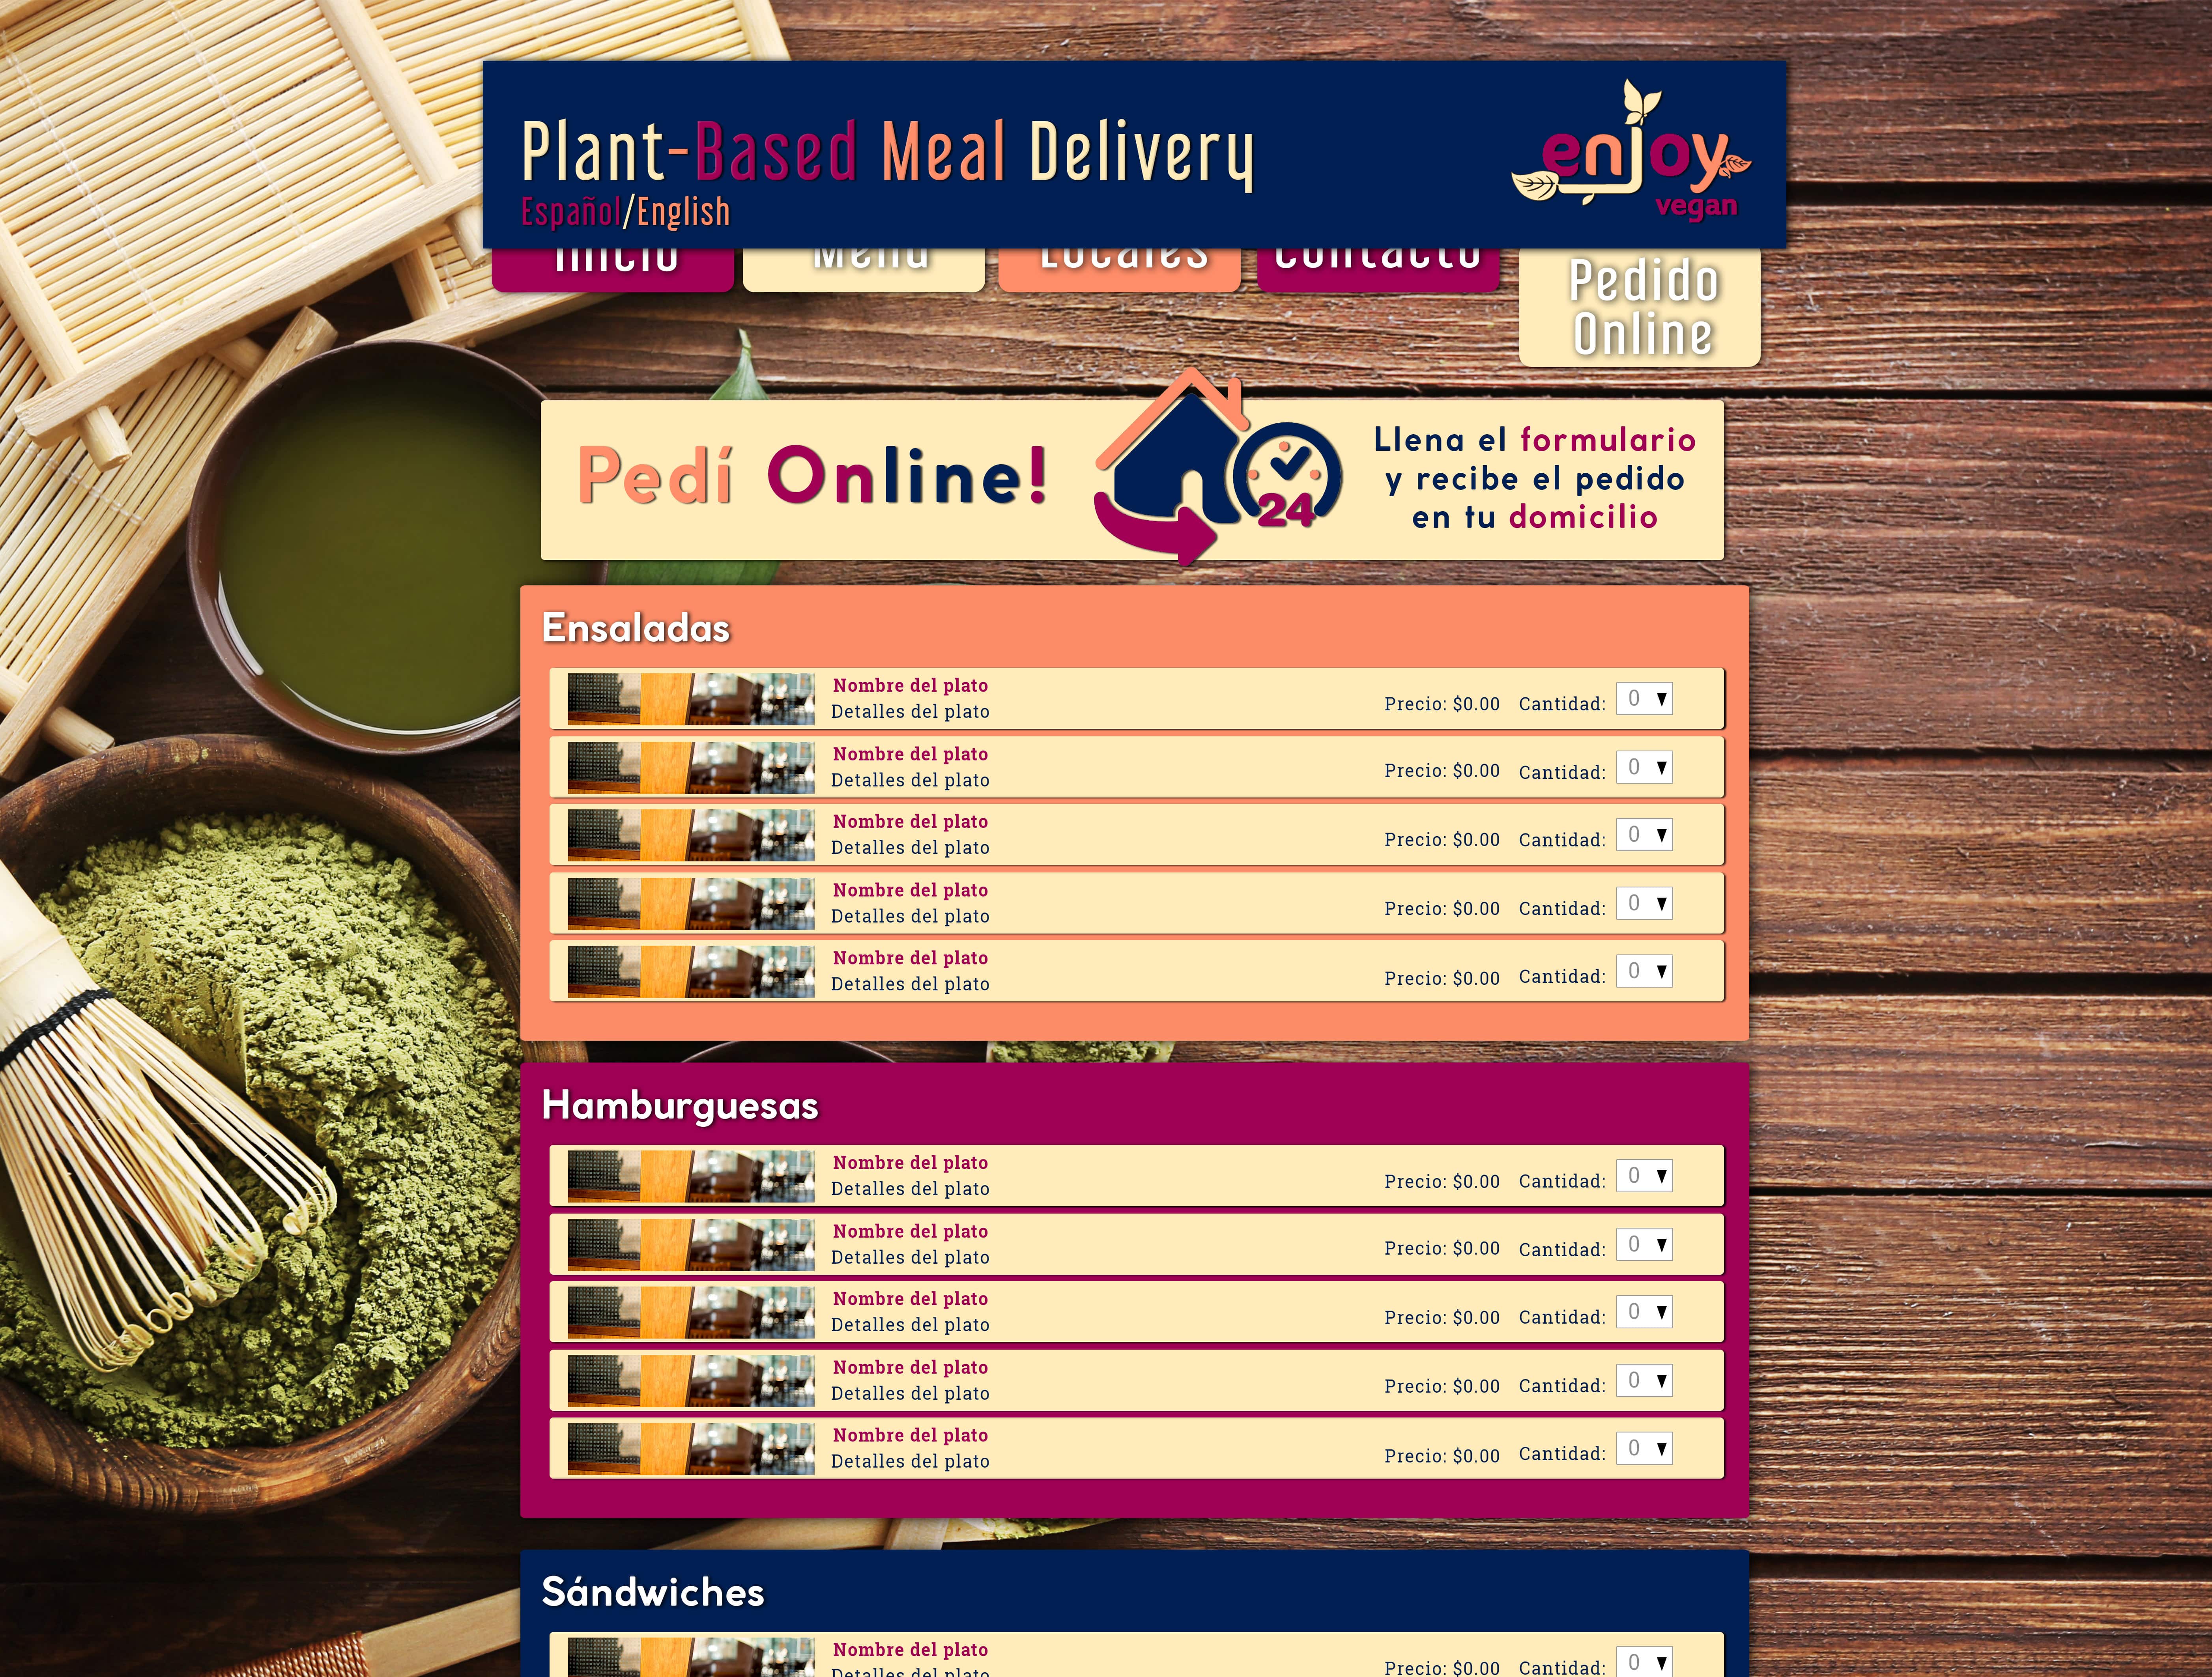 Plant-Based Meal Delivery
Español/English
enjoy
vegan
Inicio
Menú
Locales
Contacto
Pedido
Online
Pedí Online!
24
Llena el formulario
y recibe el pedido
en tu domicilio
Ensaladas
Nombre del plato
Detalles del plato
Precio: $0.00 Cantidad: 0
Nombre del plato
Detalles del plato
Precio: $0.00 Cantidad: 0
Nombre del plato
Detalles del plato
Precio: $0.00 Cantidad: 0
Nombre del plato
Detalles del plato
Precio: $0.00 Cantidad: 0
Nombre del plato
Detalles del plato
Precio: $0.00 Cantidad: 0
Hamburguesas
Nombre del plato
Detalles del plato
Precio: $0.00 Cantidad: 0
Nombre del plato
Detalles del plato
Precio: $0.00 Cantidad: 0
Nombre del plato
Detalles del plato
Precio: $0.00 Cantidad: 0
Nombre del plato
Detalles del plato
Precio: $0.00 Cantidad: 0
Nombre del plato
Detalles del plato
Precio: $0.00 Cantidad: 0
Sándwiches
Nombre del plato
Detalles del plato
Precio: $0.00 Cantidad: 0